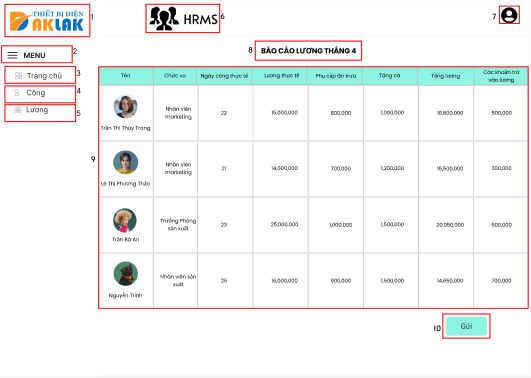 THIẾT BỊ ĐIỆN
ĐAKLAK
1
HRMS
6
7
MENU
2
8
BÁO CÁO LƯƠNG THÁNG 4
Trang chủ
3
Công
4
Lương
5
Tên
Chức vụ
Ngày công thực tế
Lương thực tế
Phụ cấp ăn trưa
Tăng ca
Tổng lương
Các khoản trừ
vào lương
Trần Thị Thùy Trang
Nhân viên
marketing
22
15,000,000
800,000
1,000,000
16,800,000
500,000
9
Lê Thị Phương Thảo
Nhân viên
marketing
21
14,000,000
700,000
1,200,000
15,500,000
300,000
Trần Bá An
Trưởng Phòng
sản xuất
23
25,000,000
1,000,000
1,500,000
20,050,000
600,000
Nguyễn Trinh
Nhân viên sản
xuất
25
16,000,000
900,000
1,500,000
14,650,000
700,000
10
Gửi